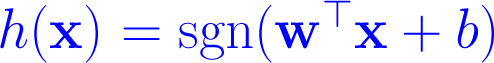 h(𝐱) = sgn(𝐰⊤𝐱 + b)